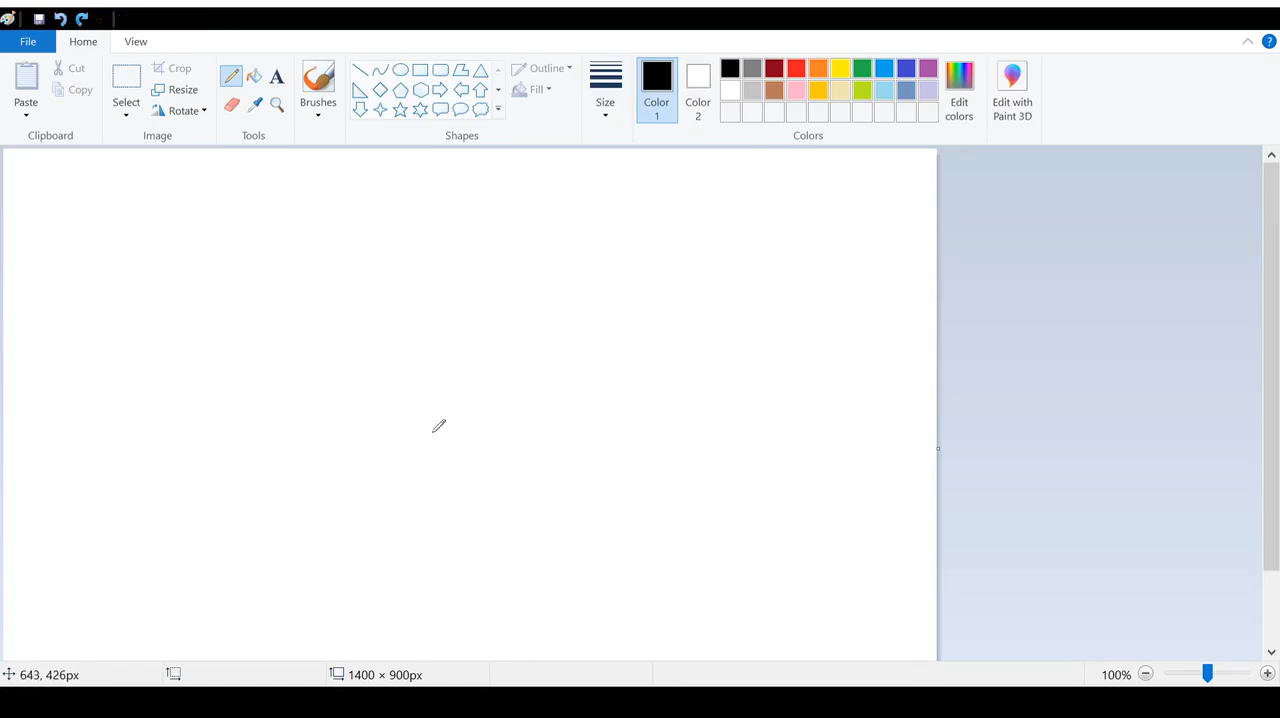 File Home View
Cut Crop Outline
Copy Resize Fill
Paste Select Rotate Brushes Size Color 1 Color 2 Edit colors Edit with Paint 3D
Clipboard Image Tools Shapes Colors
643, 426px 1400 × 900px 100%